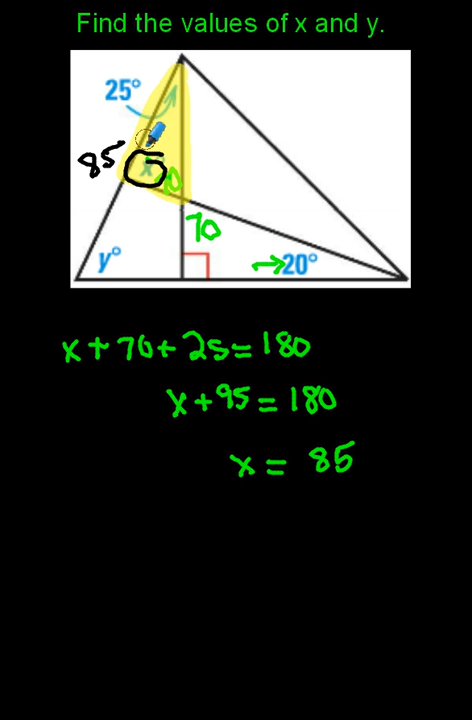 Find the values of x and y.
25°
85
x
70
y°
→20°
x + 70 + 25 = 180
x + 95 = 180
x = 85